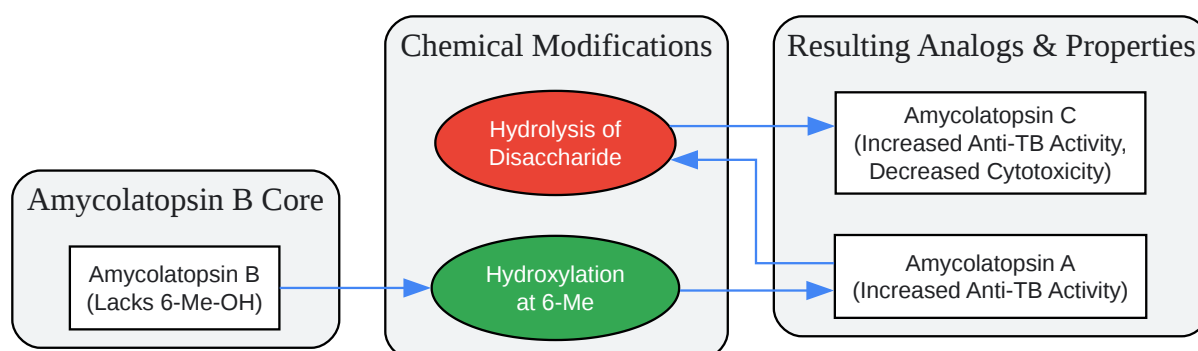 Amycolatopsin B Core
Amycolatopsin B
(Lacks 6-Me-OH)
Chemical Modifications
Hydrolysis of
Disaccharide
Hydroxylation
at 6-Me
Resulting Analogs & Properties
Amycolatopsin C
(Increased Anti-TB Activity,
Decreased Cytotoxicity)
Amycolatopsin A
(Increased Anti-TB Activity)